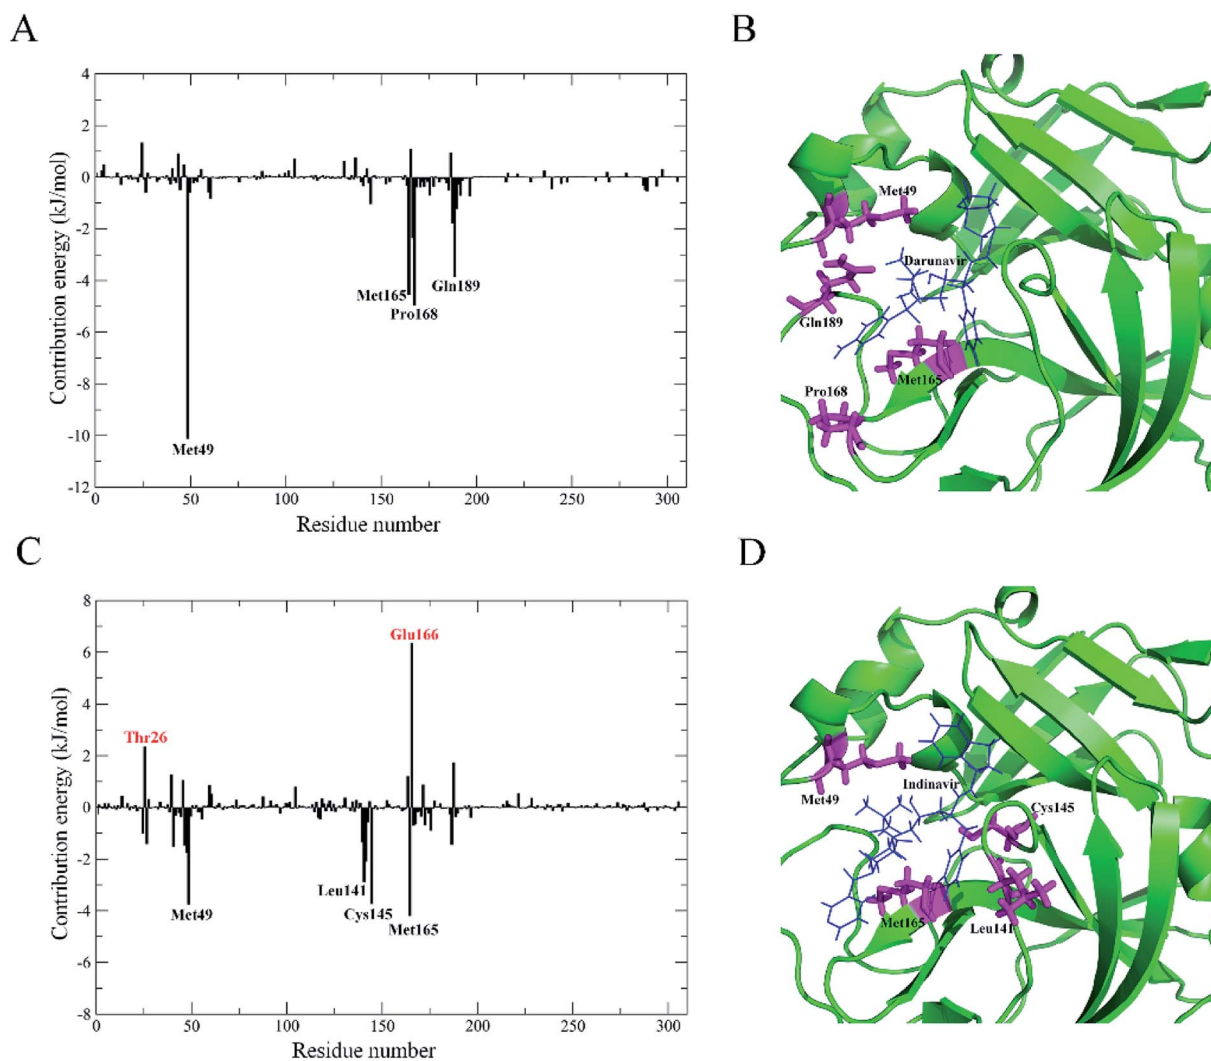 A
B
4
2
0
-2
-4
-6
-8
-10
-12
Contribution energy (kJ/mol)
Met49
Met165
Pro168
Gln189
0
50
100
150
200
250
300
Residue number
Met49
Darunavir
Gln189
Met165
Pro168
C
D
8
6
4
2
0
-2
-4
-6
-8
Contribution energy (kJ/mol)
Thr26
Glu166
Met49
Leu141
Cys145
Met165
0
50
100
150
200
250
300
Residue number
Indinavir
Met49
Cys145
Met165
Leu141